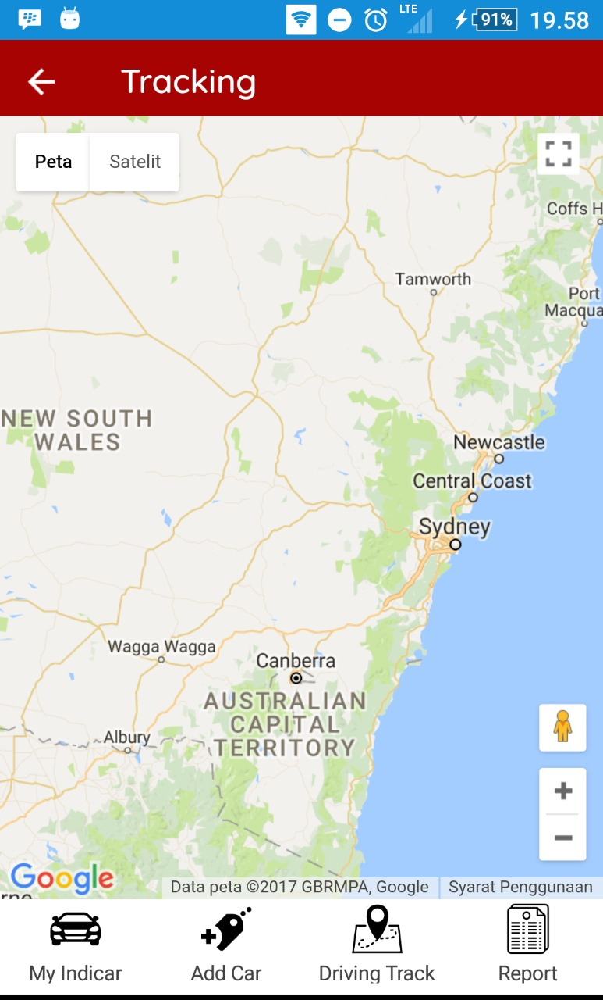 LTE
91%
19.58
Tracking
Peta
Satelit
Coffs H
Tamworth
Port
Macqua
NEW SOUTH
WALES
Newcastle
Central Coast
Sydney
Wagga Wagga
Canberra
AUSTRALIAN
CAPITAL
TERRITORY
Albury
Google
Data peta ©2017 GBRMPA, Google
Syarat Penggunaan
My Indicar
Add Car
Driving Track
Report